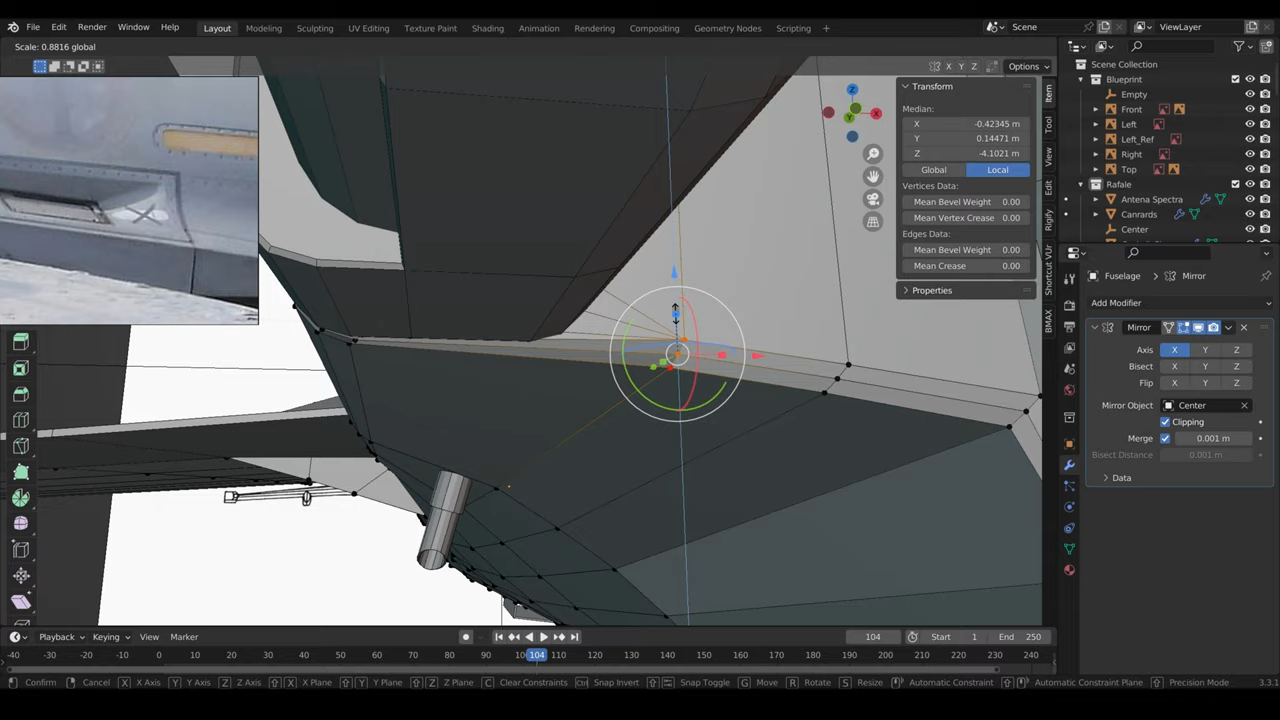 File Edit Render Window Help Layout Modeling Sculpting UV Editing Texture Paint Shading Animation Rendering Compositing Geometry Nodes Scripting + Scene ViewLayer
Scale: 0.8816 global
X Y Z Options
Transform
Median:
X -0.42345 m
Y 0.14471 m
Z -4.1021 m
Global Local
Vertices Data:
Mean Bevel Weight 0.00
Mean Vertex Crease 0.00
Edges Data:
Mean Bevel Weight 0.00
Mean Crease 0.00
Properties
Z
X
Y
Item
Tool
View
Edit
Rigify
Shortcut VUr
BMAX
Scene Collection
Blueprint
Empty
Front
Left
Left_Ref
Right
Top
Rafale
Antena Spectra
Canrards
Center
Fuselage > Mirror
Add Modifier
Mirror
Axis X Y Z
Bisect X Y Z
Flip X Y Z
Mirror Object Center
Clipping
Merge 0.001 m
Bisect Distance 0.001 m
Data
Playback Keying View Marker 104 Start 1 End 250
-40 -30 -20 -10 0 10 20 30 40 50 60 70 80 90 104 110 120 130 140 150 160 170 180 190 200 210 220 230 240
Confirm Cancel X X Axis Y Y Axis Z Z Axis X X Plane Y Y Plane Z Z Plane C Clear Constraints Ctrl Snap Invert Snap Toggle G Move R Rotate S Resize Automatic Constraint Automatic Constraint Plane Precision Mode 3.3.1